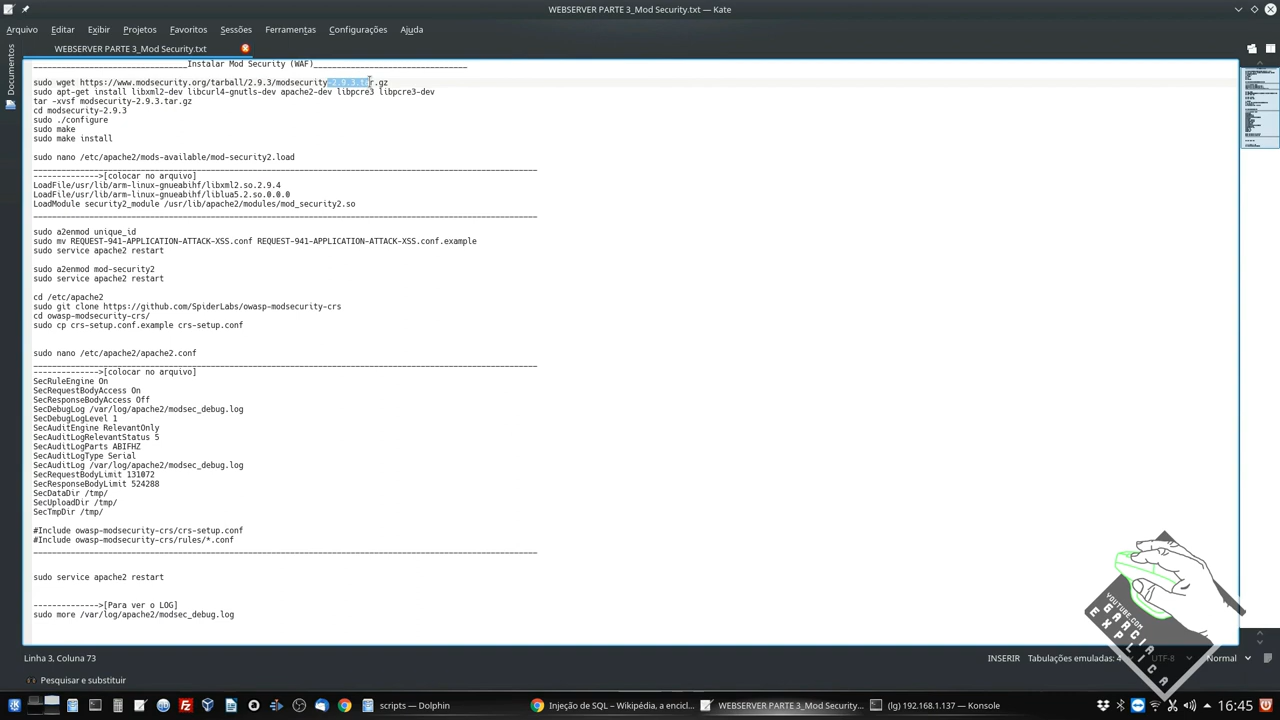 WEBSERVER PARTE 3_Mod Security.txt — Kate
Arquivo Editar Exibir Projetos Favoritos Sessões Ferramentas Configurações Ajuda
Documentos
WEBSERVER PARTE 3_Mod Security.txt
_________________________________Instalar Mod Security (WAF)_________________________________
sudo wget https://www.modsecurity.org/tarball/2.9.3/modsecurity-2.9.3.tar.gz
sudo apt-get install libxml2-dev libcurl4-gnutls-dev apache2-dev libpcre3 libpcre3-dev
tar -xvsf modsecurity-2.9.3.tar.gz
cd modsecurity-2.9.3
sudo ./configure
sudo make
sudo make install
sudo nano /etc/apache2/mods-available/mod-security2.load
-------------->[colocar no arquivo]
LoadFile/usr/lib/arm-linux-gnueabihf/libxml2.so.2.9.4
LoadFile/usr/lib/arm-linux-gnueabihf/liblua5.2.so.0.0.0
LoadModule security2_module /usr/lib/apache2/modules/mod_security2.so
sudo a2enmod unique_id
sudo mv REQUEST-941-APPLICATION-ATTACK-XSS.conf REQUEST-941-APPLICATION-ATTACK-XSS.conf.example
sudo service apache2 restart
sudo a2enmod mod-security2
sudo service apache2 restart
cd /etc/apache2
sudo git clone https://github.com/SpiderLabs/owasp-modsecurity-crs
cd owasp-modsecurity-crs/
sudo cp crs-setup.conf.example crs-setup.conf
sudo nano /etc/apache2/apache2.conf
-------------->[colocar no arquivo]
SecRuleEngine On
SecRequestBodyAccess On
SecResponseBodyAccess Off
SecDebugLog /var/log/apache2/modsec_debug.log
SecDebugLogLevel 1
SecAuditEngine RelevantOnly
SecAuditLogRelevantStatus 5
SecAuditLogParts ABIFHZ
SecAuditLogType Serial
SecAuditLog /var/log/apache2/modsec_debug.log
SecRequestBodyLimit 131072
SecResponseBodyLimit 524288
SecDataDir /tmp/
SecUploadDir /tmp/
SecTmpDir /tmp/
#Include owasp-modsecurity-crs/crs-setup.conf
#Include owasp-modsecurity-crs/rules/*.conf
sudo service apache2 restart
-------------->[Para ver o LOG]
sudo more /var/log/apache2/modsec_debug.log
YOUTUBE.COM
GARCIA
EXPLICA
Linha 3, Coluna 73 INSERIR Tabulações emuladas: 4 UTF-8 Normal
Pesquisar e substituir
scripts — Dolphin Injeção de SQL – Wikipédia, a encicl... WEBSERVER PARTE 3_Mod Security... (lg) 192.168.1.137 — Konsole 16:45